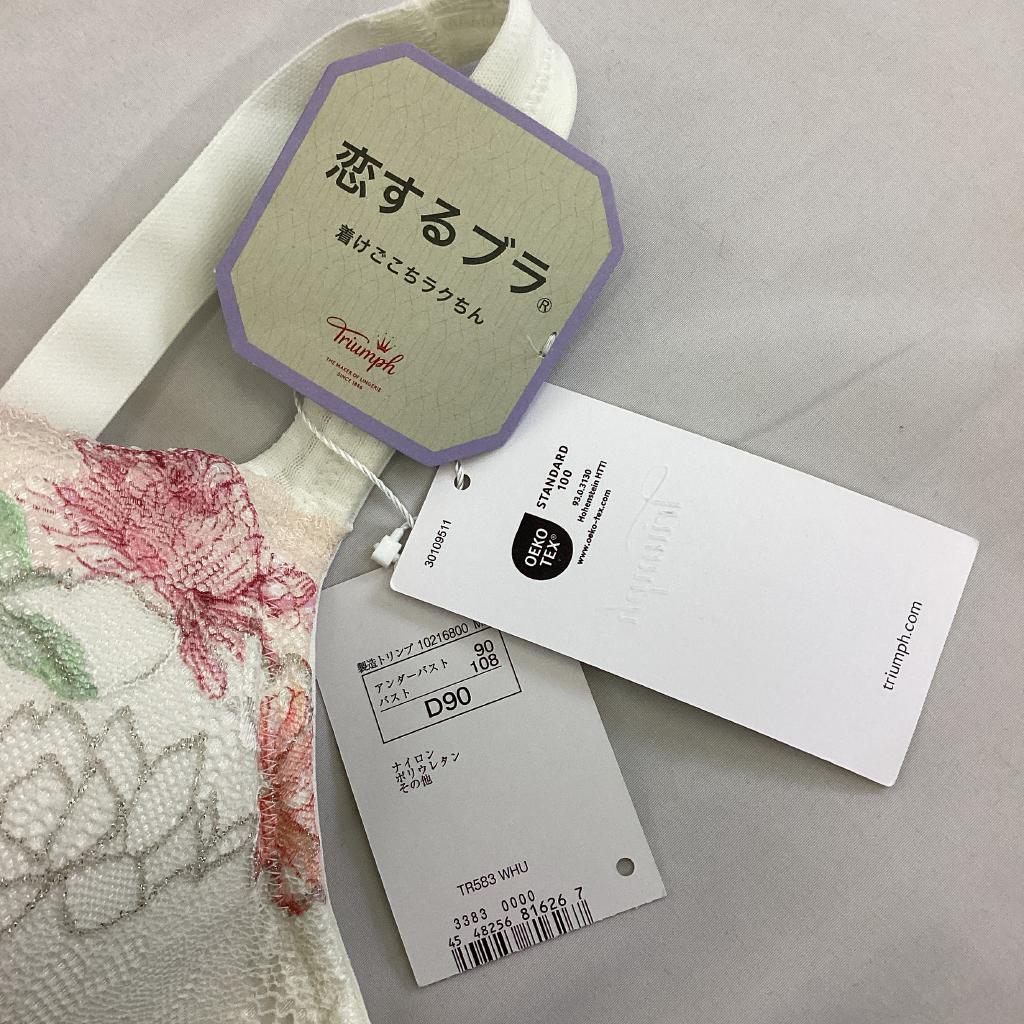 恋するブラ®
着けごこちラクちん
Triumph
THE MAKER OF LINGERIE
SINCE 1886
30109511
OEKO
TEX®
STANDARD
100
93.0.3130
Hohenstein HTTI
www.oeko-tex.com
Triumph
triumph.com
製造トリンプ 10216800
アンダーバスト 90
バスト 108
D90
ナイロン
ポリウレタン
その他
TR583 WHU
3383 0000
45 48256 81626 7